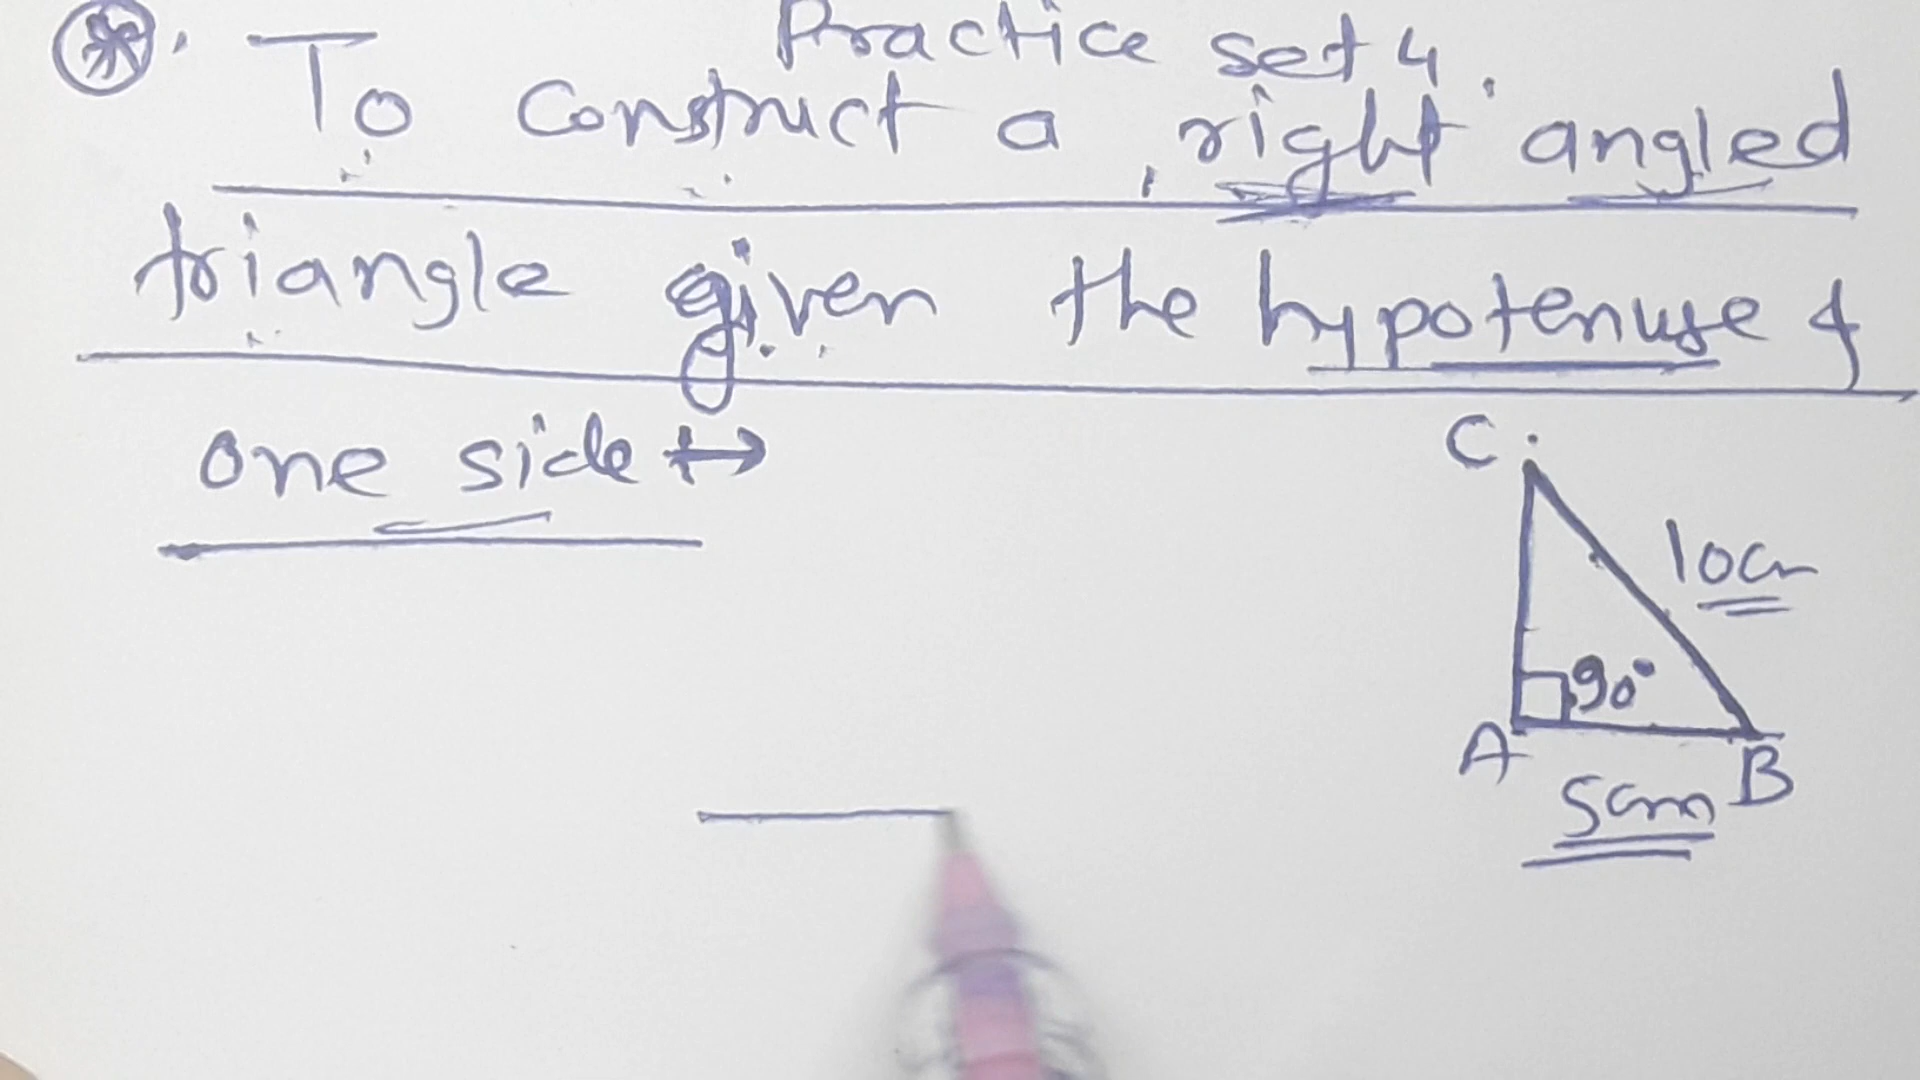 Practice set 4.
To construct a right angled
triangle given the hypotenuse &
one side →
C
10cm
90°
A B
5cm